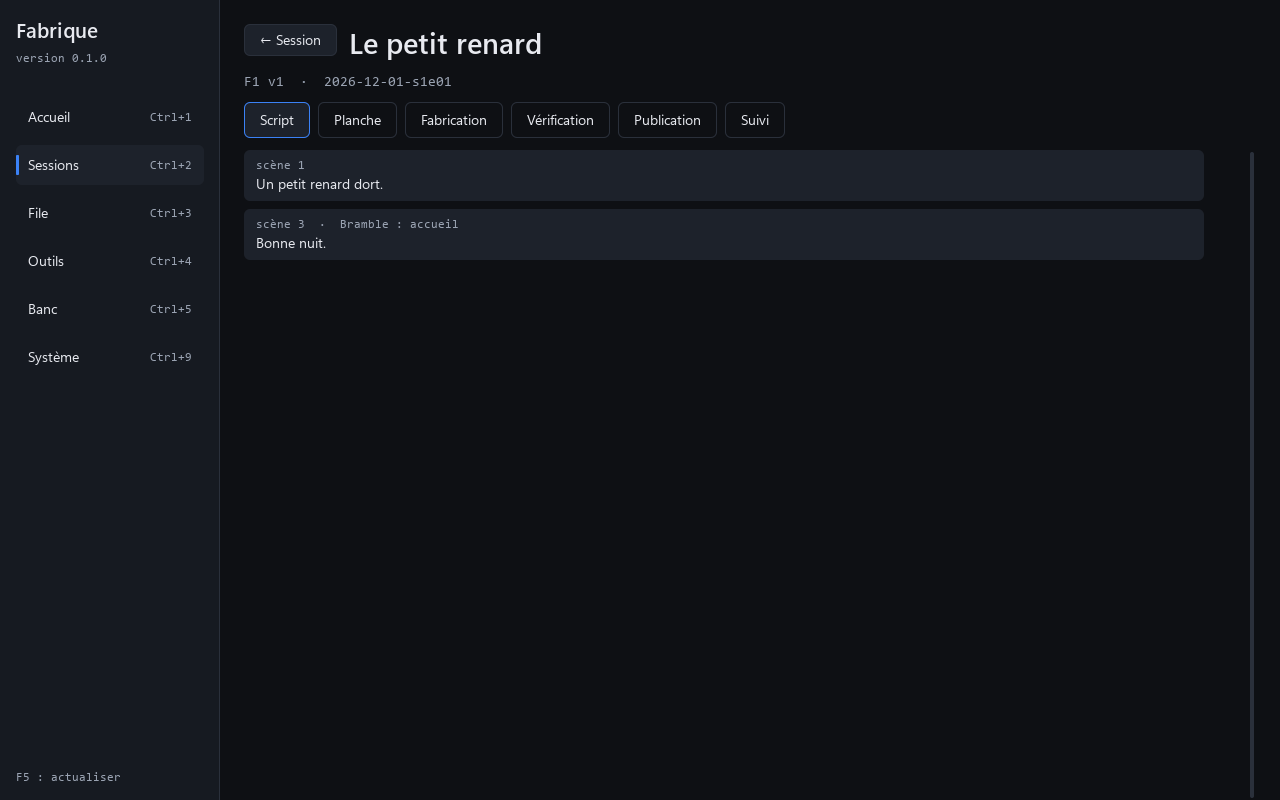 Fabrique
version 0.1.0
Accueil Ctrl+1
Sessions Ctrl+2
File Ctrl+3
Outils Ctrl+4
Banc Ctrl+5
Système Ctrl+9
F5 : actualiser
← Session Le petit renard
F1 v1 · 2026-12-01-s1e01
Script Planche Fabrication Vérification Publication Suivi
scène 1
Un petit renard dort.
scène 3 · Bramble : accueil
Bonne nuit.